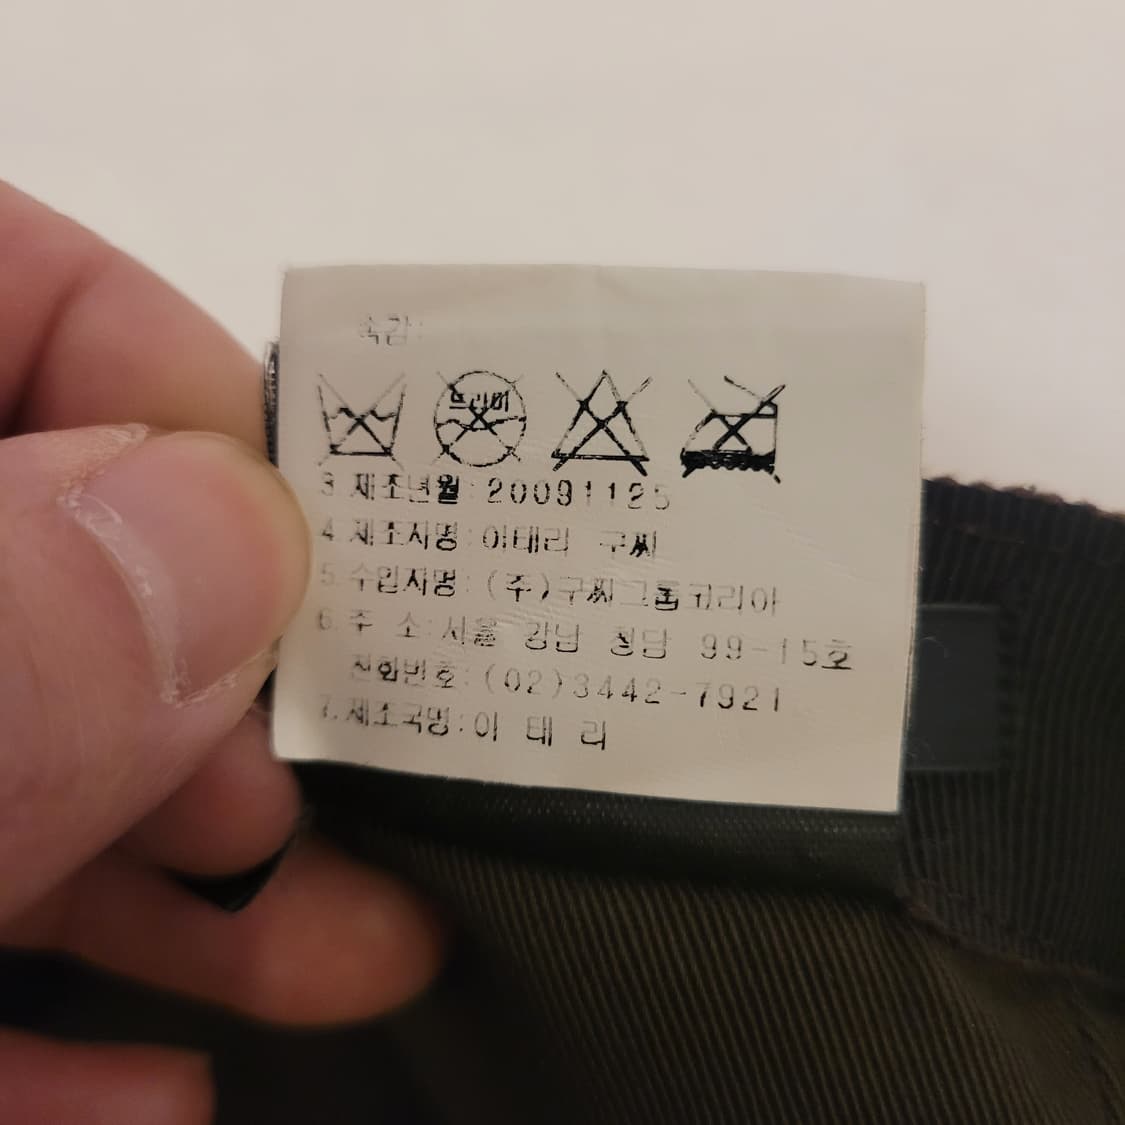 속감:
드라이
3. 제조년월: 20091125
4. 제조자명: 이태리 구찌
5. 수입자명: (주)구찌그룹코리아
6. 주 소: 서울 강남 청담 99-15호
전화번호: (02)3442-7921
7. 제조국명: 이 태 리